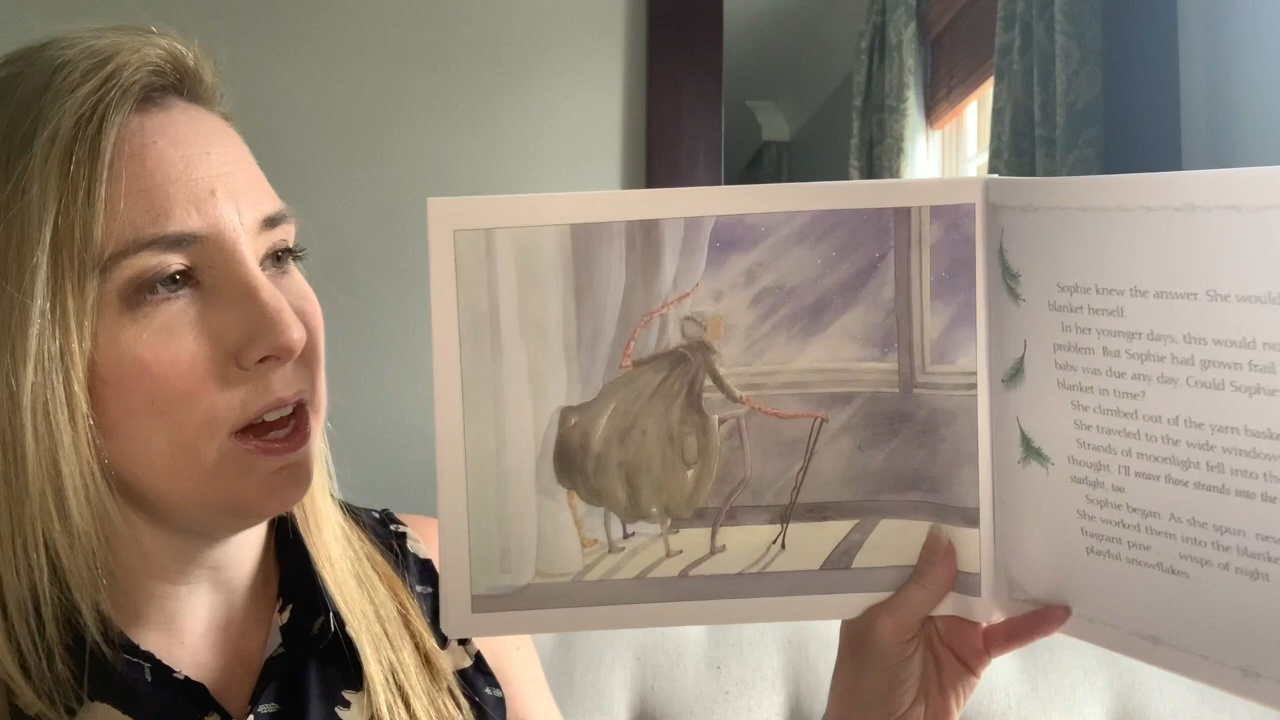 Sophie knew the answer. She would
blanket herself.
In her younger days, this would no
problem. But Sophie had grown frail
baby was due any day. Could Sophie
blanket in time?
She climbed out of the yarn baske
She traveled to the wide window
Strands of moonlight fell into th
thought. I'll weave those strands into the
starlight, too.
Sophie began. As she spun, new
She worked them into the blanke
fragrant pine . . . wisps of night
playful snowflakes